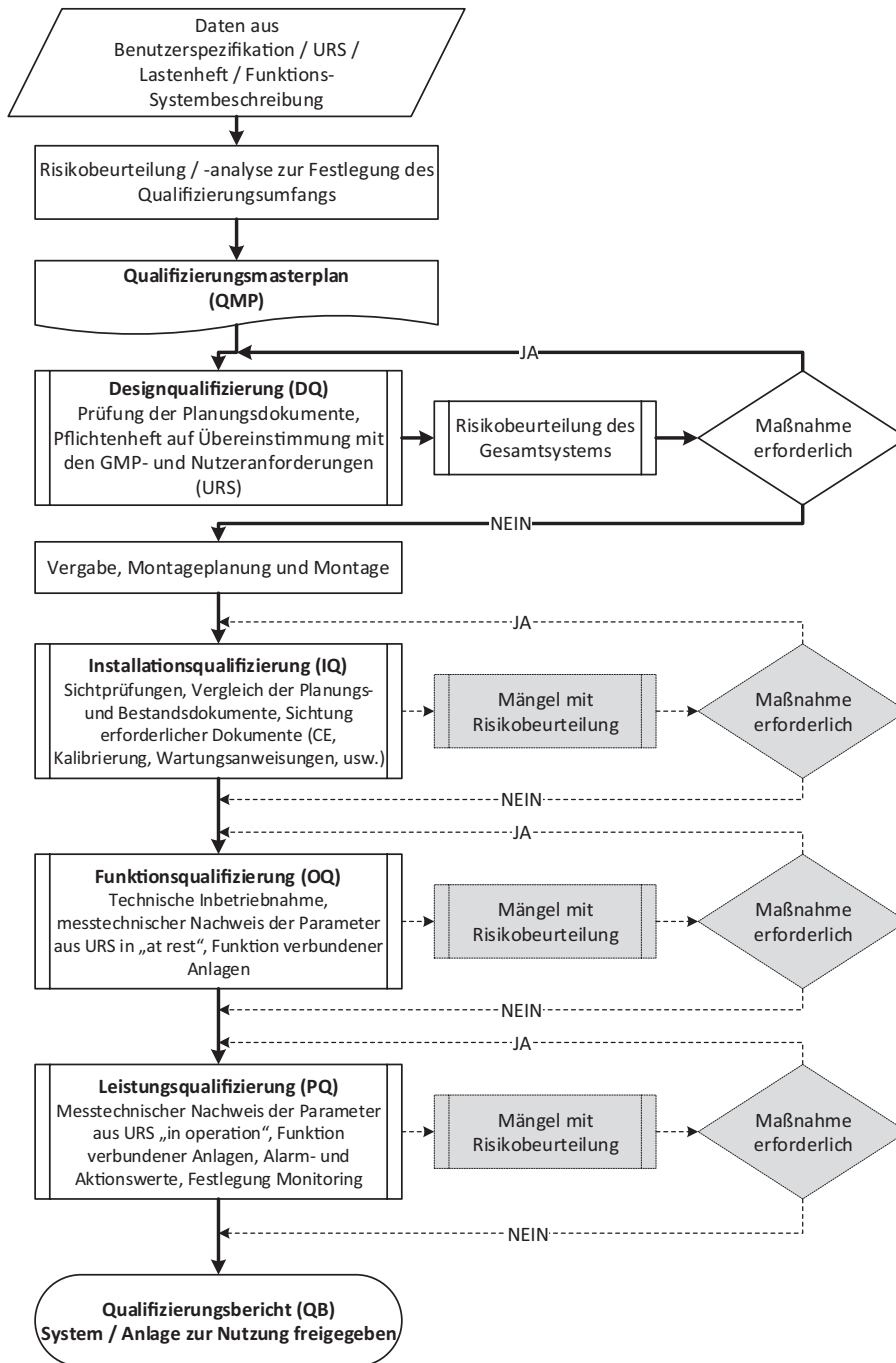 Daten aus
Benutzerspezifikation / URS /
Lastenheft / Funktions-
Systembeschreibung
Risikobeurteilung / -analyse zur Festlegung des
Qualifizierungsumfangs
Qualifizierungsmasterplan
(QMP)
JA
Designqualifizierung (DQ)
Prüfung der Planungsdokumente,
Pflichtenheft auf Übereinstimmung mit
den GMP- und Nutzeranforderungen
(URS)
Risikobeurteilung des
Gesamtsystems
Maßnahme
erforderlich
NEIN
Vergabe, Montageplanung und Montage
JA
Installationsqualifizierung (IQ)
Sichtprüfungen, Vergleich der Planungs-
und Bestandsdokumente, Sichtung
erforderlicher Dokumente (CE,
Kalibrierung, Wartungsanweisungen, usw.)
Mängel mit
Risikobeurteilung
Maßnahme
erforderlich
NEIN
JA
Funktionsqualifizierung (OQ)
Technische Inbetriebnahme,
messtechnischer Nachweis der Parameter
aus URS in „at rest“, Funktion verbundener
Anlagen
Mängel mit
Risikobeurteilung
Maßnahme
erforderlich
NEIN
JA
Leistungsqualifizierung (PQ)
Messtechnischer Nachweis der Parameter
aus URS „in operation“, Funktion
verbundener Anlagen, Alarm- und
Aktionswerte, Festlegung Monitoring
Mängel mit
Risikobeurteilung
Maßnahme
erforderlich
NEIN
Qualifizierungsbericht (QB)
System / Anlage zur Nutzung freigegeben